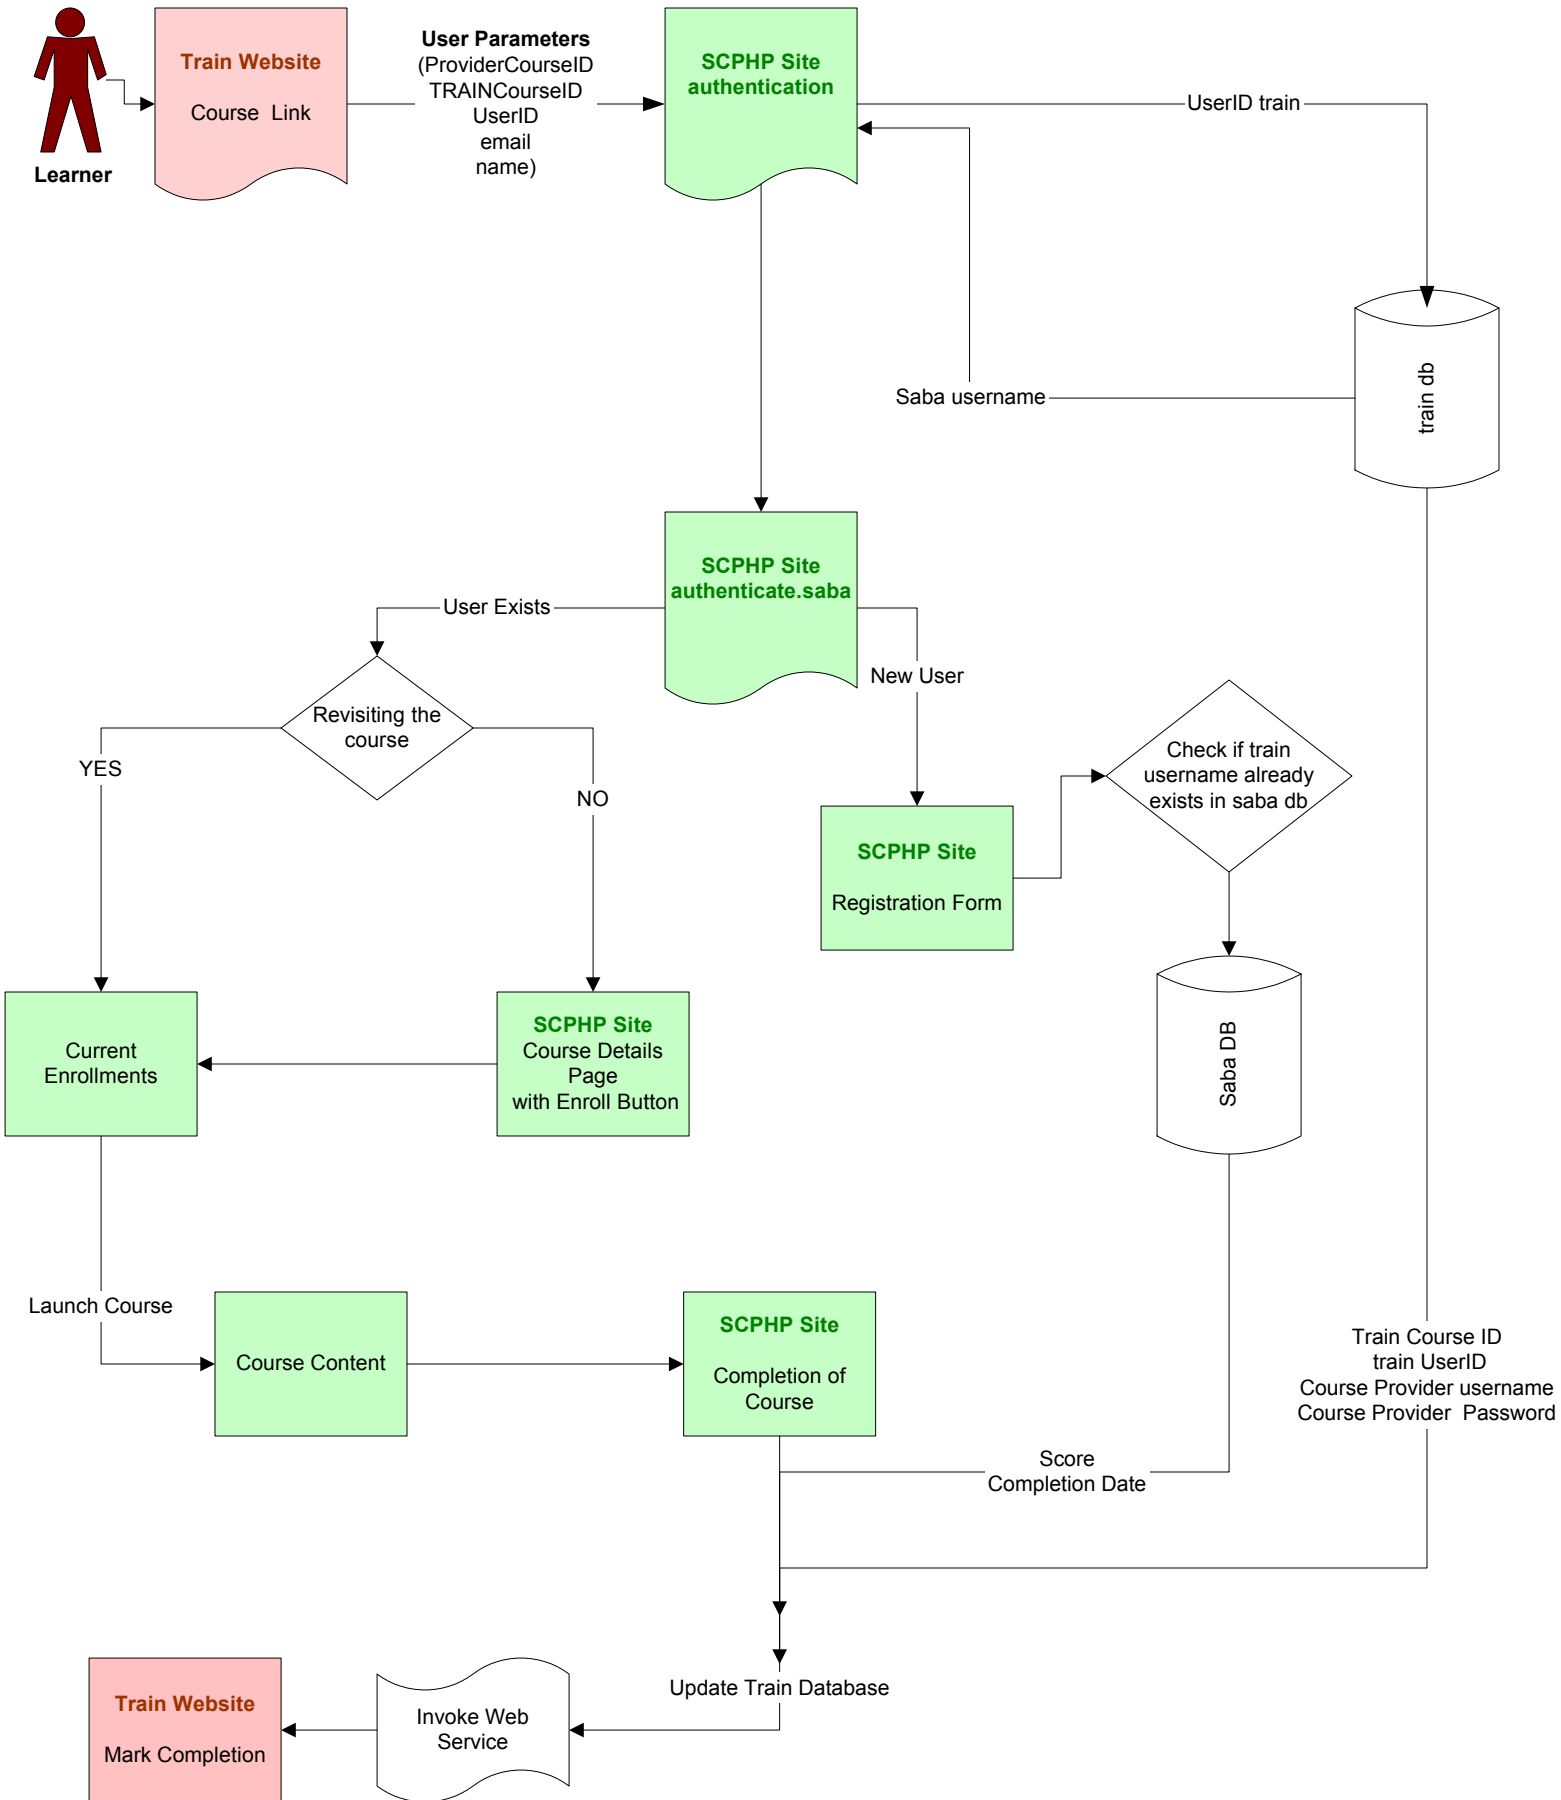 Learner
Train Website
Course Link
User Parameters
(ProviderCourseID
TRAINCourseID
UserID
email
name)
SCPHP Site
authentication
UserID train
train db
Saba username
SCPHP Site
authenticate.saba
User Exists
New User
Revisiting the
course
YES
NO
Check if train
username already
exists in saba db
SCPHP Site
Registration Form
Saba DB
Current
Enrollments
SCPHP Site
Course Details
Page
with Enroll Button
Launch Course
Course Content
SCPHP Site
Completion of
Course
Train Course ID
train UserID
Course Provider username
Course Provider Password
Score
Completion Date
Update Train Database
Invoke Web
Service
Train Website
Mark Completion